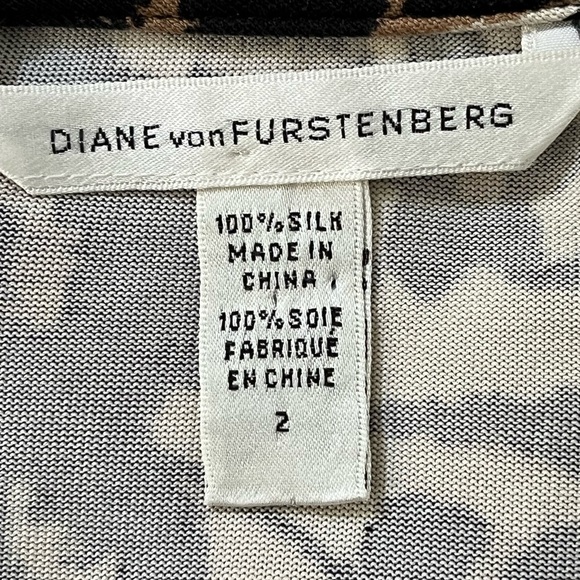 DIANE von FURSTENBERG
100% SILK
MADE IN
CHINA
100% SOIE
FABRIQUÉ
EN CHINE
2